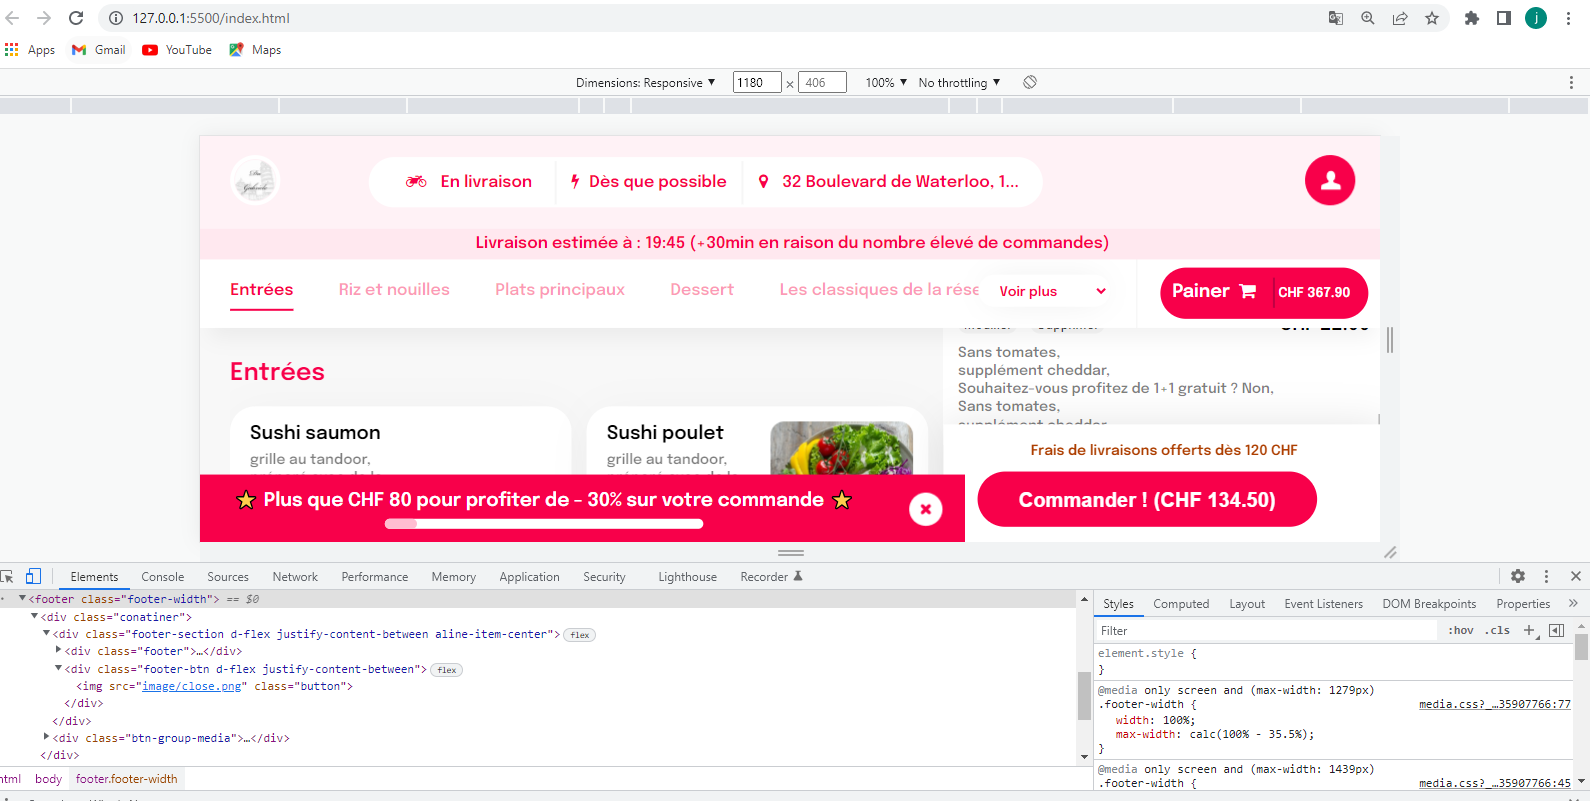 127.0.0.1:5500/index.html
j
Apps Gmail YouTube Maps
Dimensions: Responsive ▼ 1180 × 406 100% ▼ No throttling ▼
En livraison Dès que possible 32 Boulevard de Waterloo, 1...
Livraison estimée à : 19:45 (+30min en raison du nombre élevé de commandes)
Entrées Riz et nouilles Plats principaux Dessert Les classiques de la rése Voir plus Painer CHF 367.90
Sans tomates,
supplément cheddar,
Souhaitez-vous profitez de 1+1 gratuit ? Non,
Sans tomates,
supplément cheddar
Entrées
Sushi saumon
grille au tandoor,
Sushi poulet
grille au tandoor,
Frais de livraisons offerts dès 120 CHF
Commander ! (CHF 134.50)
Plus que CHF 80 pour profiter de - 30% sur votre commande
Elements Console Sources Network Performance Memory Application Security Lighthouse Recorder
<footer class="footer-width"> == $0
<div class="conatiner">
<div class="footer-section d-flex justify-content-between aline-item-center"> flex
<div class="footer">…</div>
<div class="footer-btn d-flex justify-content-between"> flex
<img src="image/close.png" class="button">
</div>
</div>
<div class="btn-group-media">…</div>
</div>
html body footer.footer-width
Styles Computed Layout Event Listeners DOM Breakpoints Properties »
Filter :hov .cls +
element.style {
}
@media only screen and (max-width: 1279px)
.footer-width { media.css?_…35907766:77
width: 100%;
max-width: calc(100% - 35.5%);
}
@media only screen and (max-width: 1439px)
.footer-width { media.css?_…35907766:45